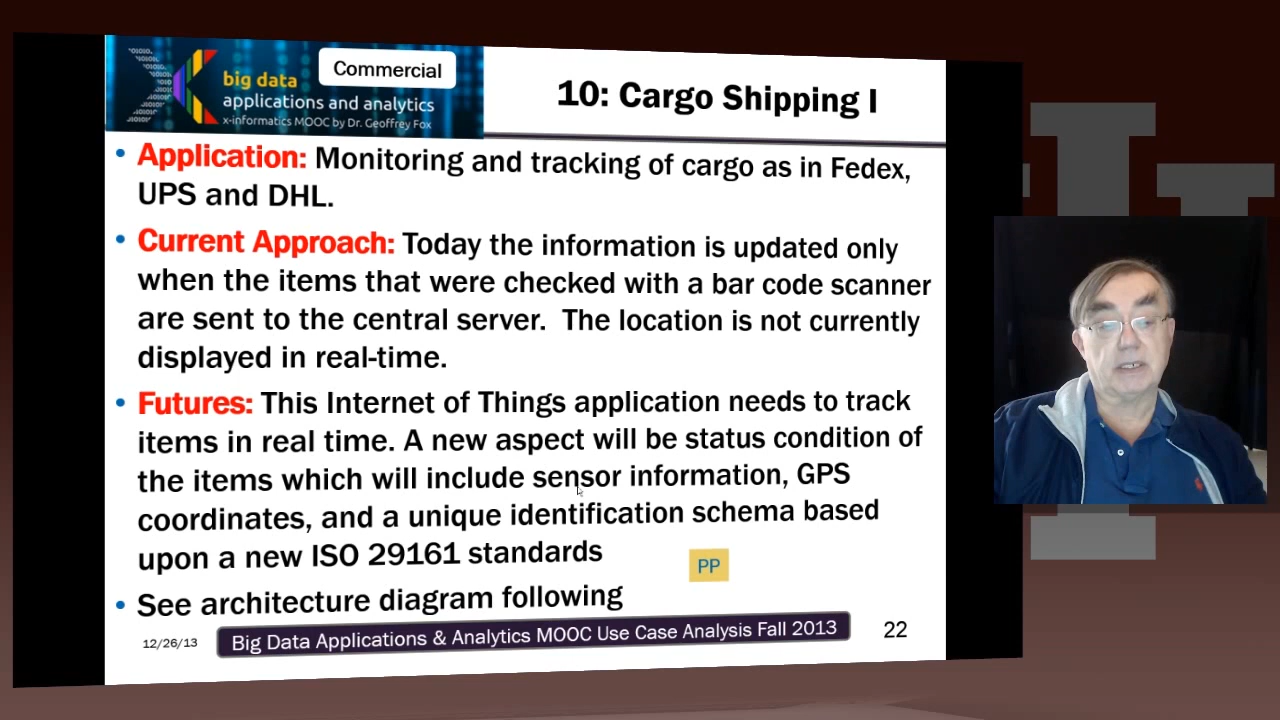 Commercial
big data
applications and analytics
x-informatics MOOC by Dr. Geoffrey Fox
10: Cargo Shipping I
• Application: Monitoring and tracking of cargo as in Fedex,
UPS and DHL.
• Current Approach: Today the information is updated only
when the items that were checked with a bar code scanner
are sent to the central server.  The location is not currently
displayed in real-time.
• Futures: This Internet of Things application needs to track
items in real time. A new aspect will be status condition of
the items which will include sensor information, GPS
coordinates, and a unique identification schema based
upon a new ISO 29161 standards
PP
• See architecture diagram following
12/26/13
Big Data Applications & Analytics MOOC Use Case Analysis Fall 2013
22